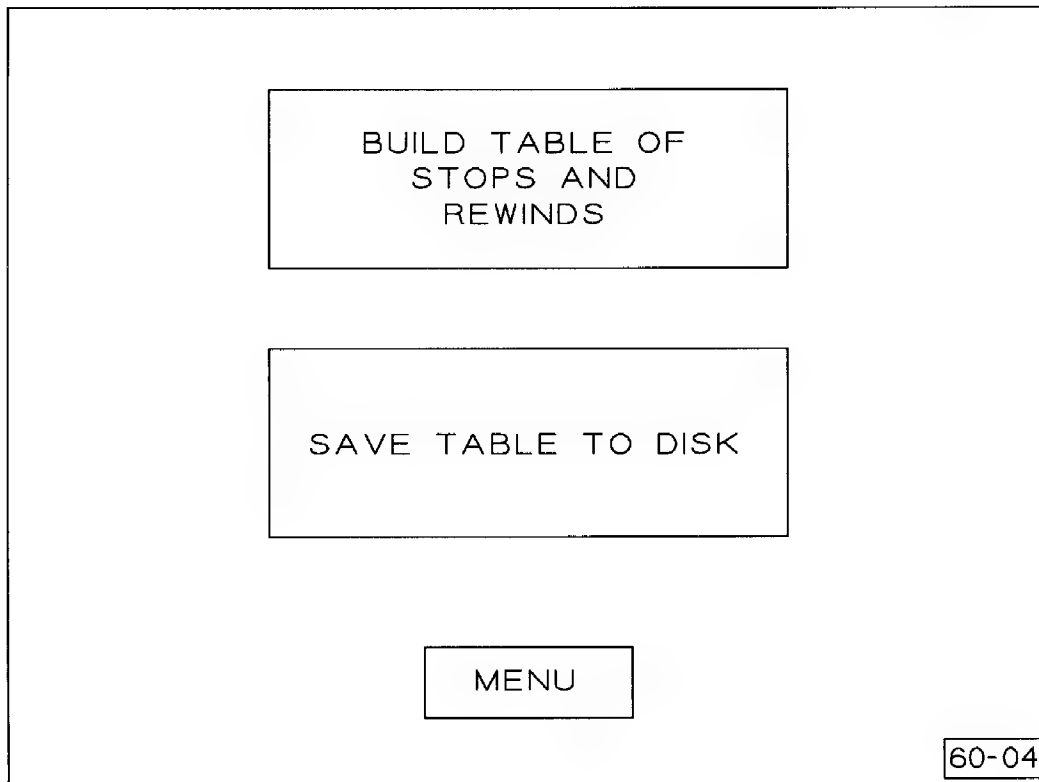 BUILD TABLE OF
STOPS AND
REWINDS
SAVE TABLE TO DISK
MENU
60-04